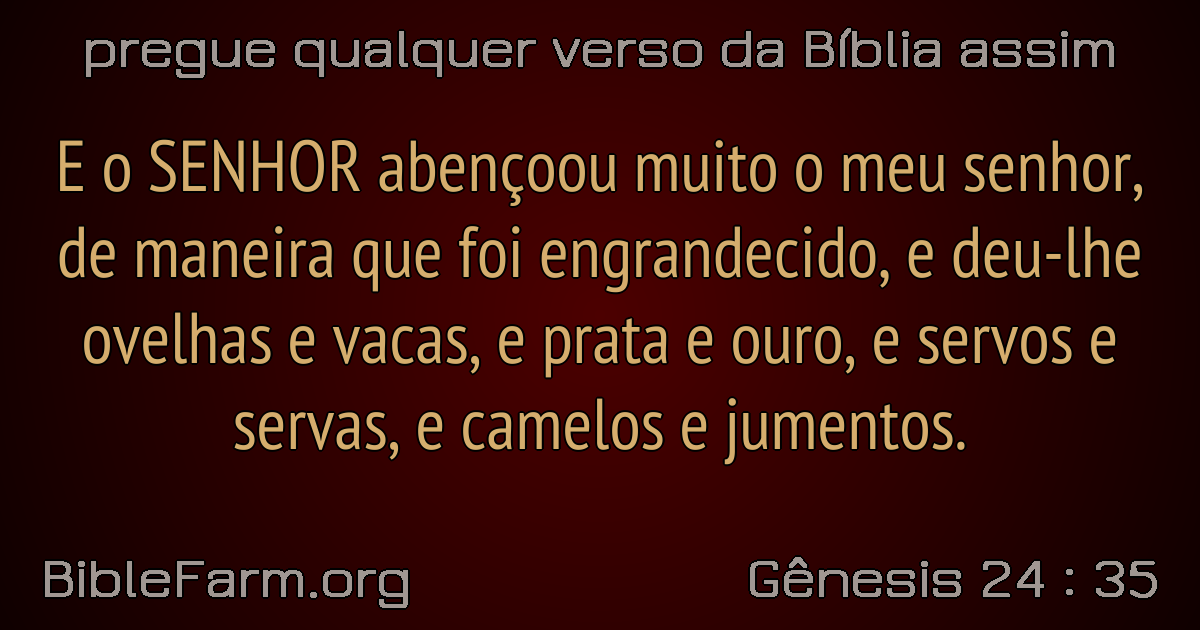 pregue qualquer verso da Bíblia assim
E o SENHOR abençoou muito o meu senhor,
de maneira que foi engrandecido, e deu-lhe
ovelhas e vacas, e prata e ouro, e servos e
servas, e camelos e jumentos.
BibleFarm.org
Gênesis 24 : 35